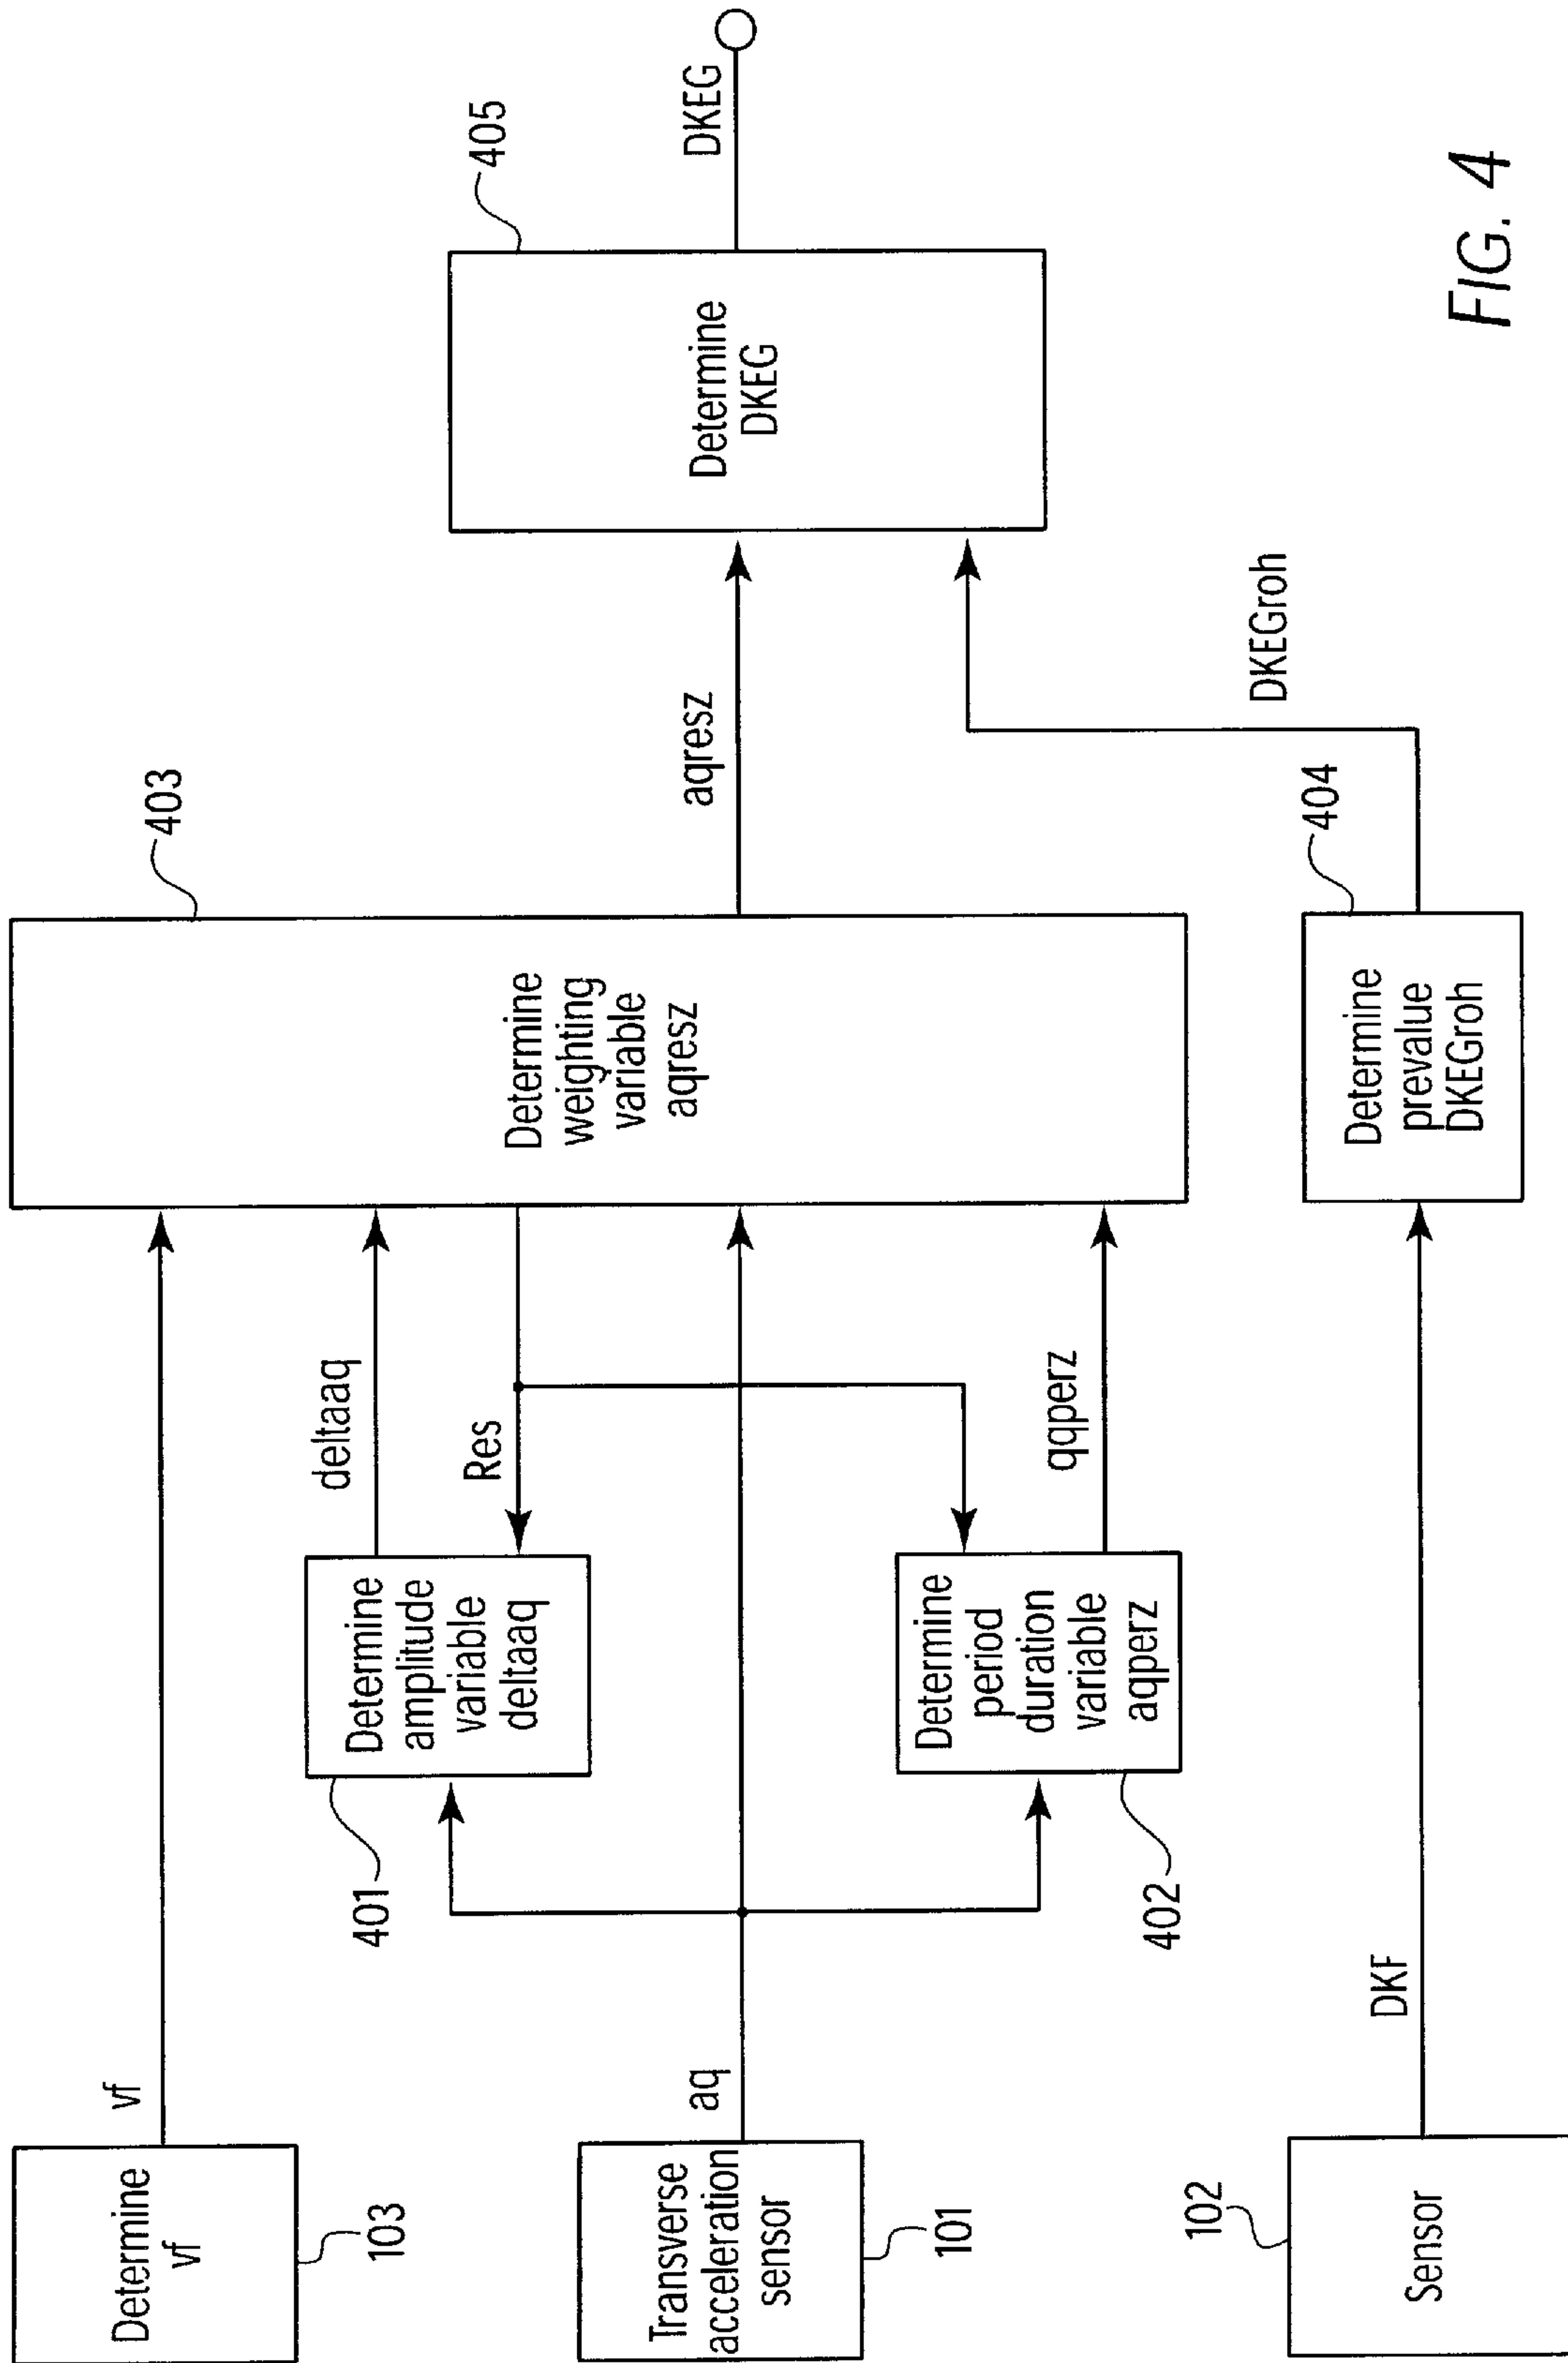 Determine
vf
103
vf
Transverse
acceleration
sensor
101
aq
Sensor
102
DKF
401
Determine
amplitude
variable
deltaaq
deltaaq
Res
402
Determine
period
duration
variable
aqperz
qqperz
403
Determine
weighting
variable
aqresz
aqresz
404
Determine
prevalue
DKEGroh
DKEGroh
405
Determine
DKEG
DKEG
FIG. 4